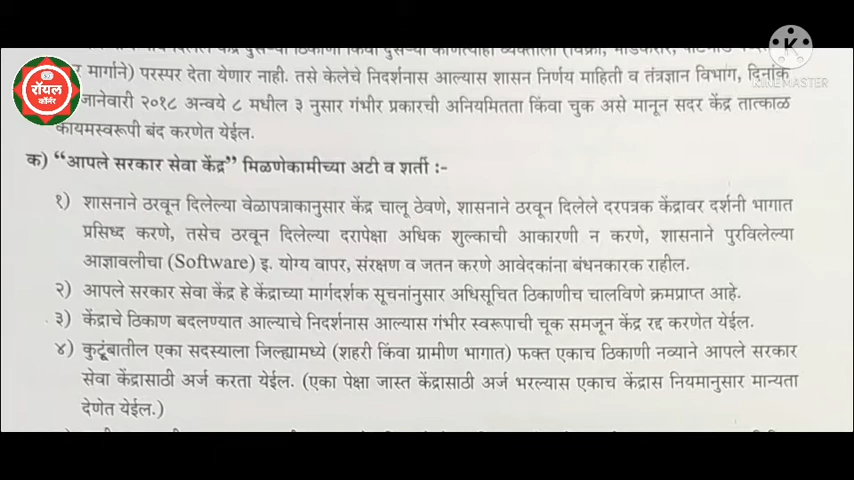 केंद्र दुसऱ्या ठिकाणी किंवा दुसऱ्या कोणत्याही व्यक्तीला
मार्गाने) परस्पर देता येणार नाही. तसे केलेचे निदर्शनास आल्यास शासन निर्णय माहिती व तंत्रज्ञान विभाग, दिनांक
रॉयल
कॉर्नर
KINEMASTER
जानेवारी २०१८ अन्वये ८ मधील ३ नुसार गंभीर प्रकारची अनियमितता किंवा चुक असे मानून सदर केंद्र तात्काळ
कायमस्वरूपी बंद करणेत येईल.
क) “आपले सरकार सेवा केंद्र” मिळणेकामीच्या अटी व शर्ती :-
१) शासनाने ठरवून दिलेल्या वेळापत्राकानुसार केंद्र चालू ठेवणे, शासनाने ठरवून दिलेले दरपत्रक केंद्रावर दर्शनी भागात
प्रसिध्द करणे, तसेच ठरवून दिलेल्या दरापेक्षा अधिक शुल्काची आकारणी न करणे, शासनाने पुरविलेल्या
आज्ञावलीचा (Software) इ. योग्य वापर, संरक्षण व जतन करणे आवेदकांना बंधनकारक राहील.
२) आपले सरकार सेवा केंद्र हे केंद्राच्या मार्गदर्शक सूचनांनुसार अधिसूचित ठिकाणीच चालविणे क्रमप्राप्त आहे.
३) केंद्राचे ठिकाण बदलण्यात आल्याचे निदर्शनास आल्यास गंभीर स्वरूपाची चूक समजून केंद्र रद्द करणेत येईल.
४) कुटूंबातील एका सदस्याला जिल्ह्यामध्ये (शहरी किंवा ग्रामीण भागात) फक्त एकाच ठिकाणी नव्याने आपले सरकार
सेवा केंद्रासाठी अर्ज करता येईल. (एका पेक्षा जास्त केंद्रासाठी अर्ज भरल्यास एकाच केंद्रास नियमानुसार मान्यता
देणेत येईल.)